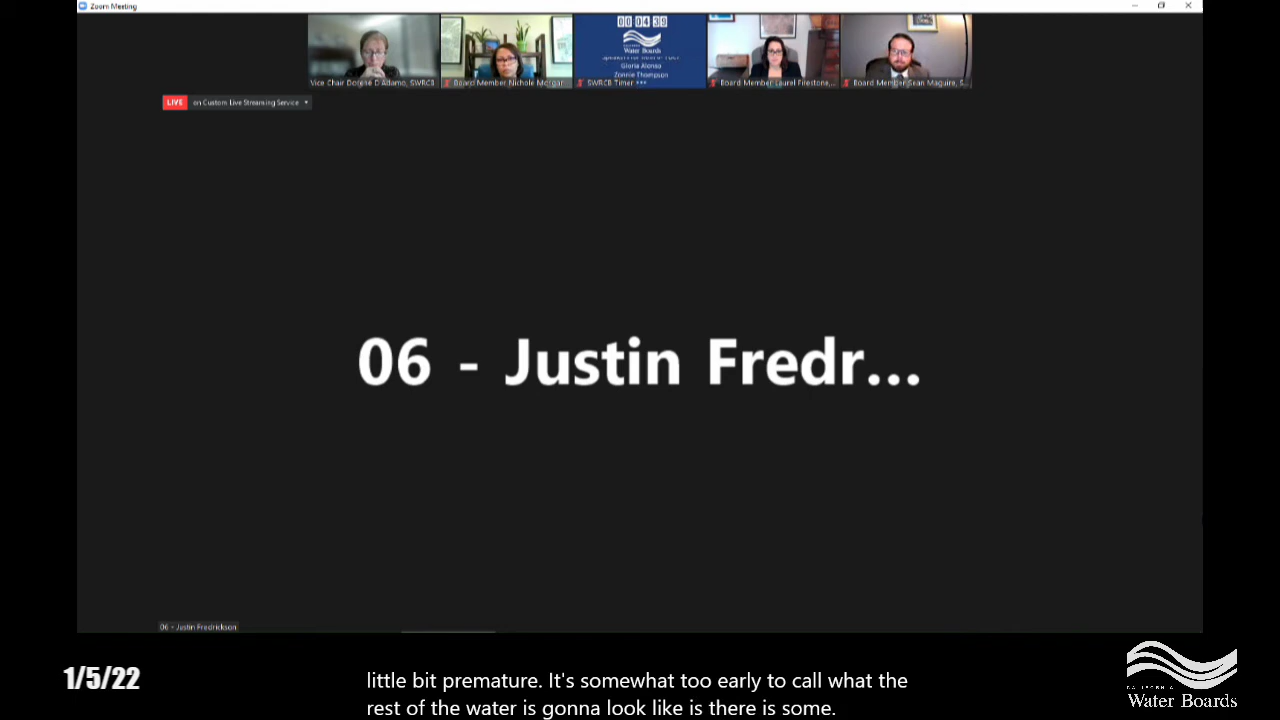 Zoom Meeting
00:04:39
Water Boards
Gloria Alonso
Zonnie Thompson
Vice Chair Dorene D'Adamo, SWRCB
Board Member Nichole Morgan
SWRCB Timer
Board Member Laurel Firestone,...
Board Member Sean Maguire, S...
LIVE on Custom Live Streaming Service
06 - Justin Fredr...
06 - Justin Fredrickson
1/5/22
little bit premature. It's somewhat too early to call what the
rest of the water is gonna look like is there is some.
CALIFORNIA
Water Boards